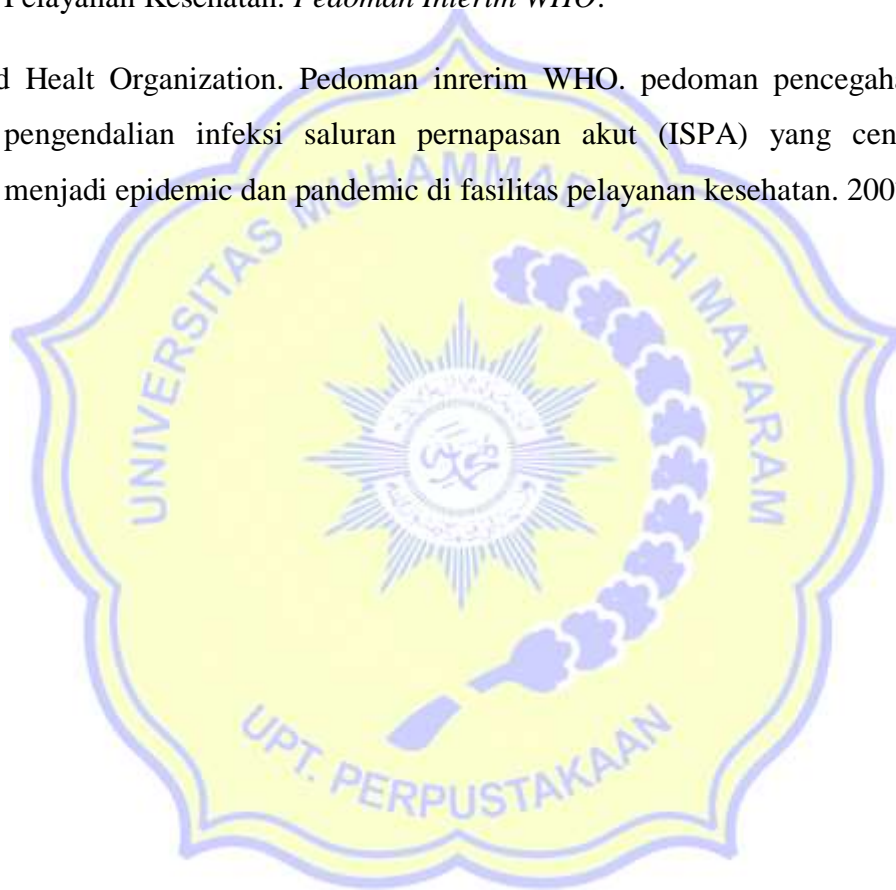 Pelayanan Kesehatan. Pedoman Interim WHO.
d Healt Organization. Pedoman inrerim WHO. pedoman pencegaha
pengendalian infeksi saluran pernapasan akut (ISPA) yang cen
menjadi epidemic dan pandemic di fasilitas pelayanan kesehatan. 200
UNIVERSITAS MUHAMMADIYAH MATARAM
UPT. PERPUSTAKAAN